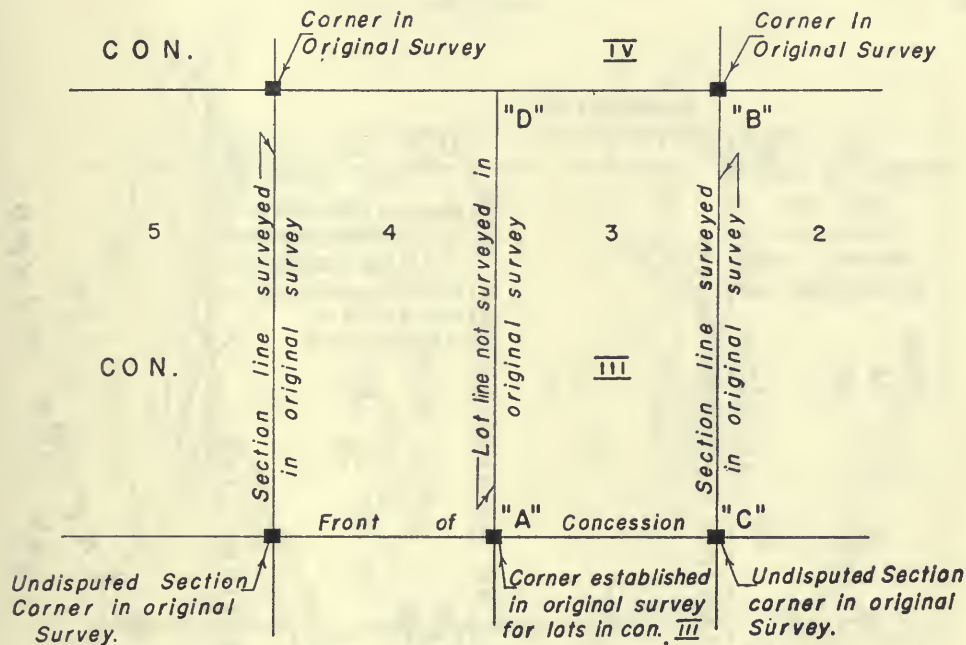 Corner in
Original Survey
CON.
IV
Corner In
Original Survey
"D"
"B"
5
4
3
2
Section line surveyed
in original survey
Lot line not surveyed in
original survey
Section line surveyed
in original survey
CON.
III
Front of "A" Concession "C"
Undisputed Section
Corner in original
Survey.
Corner established
in original survey
for lots in con. III
Undisputed Section
corner in original
Survey.